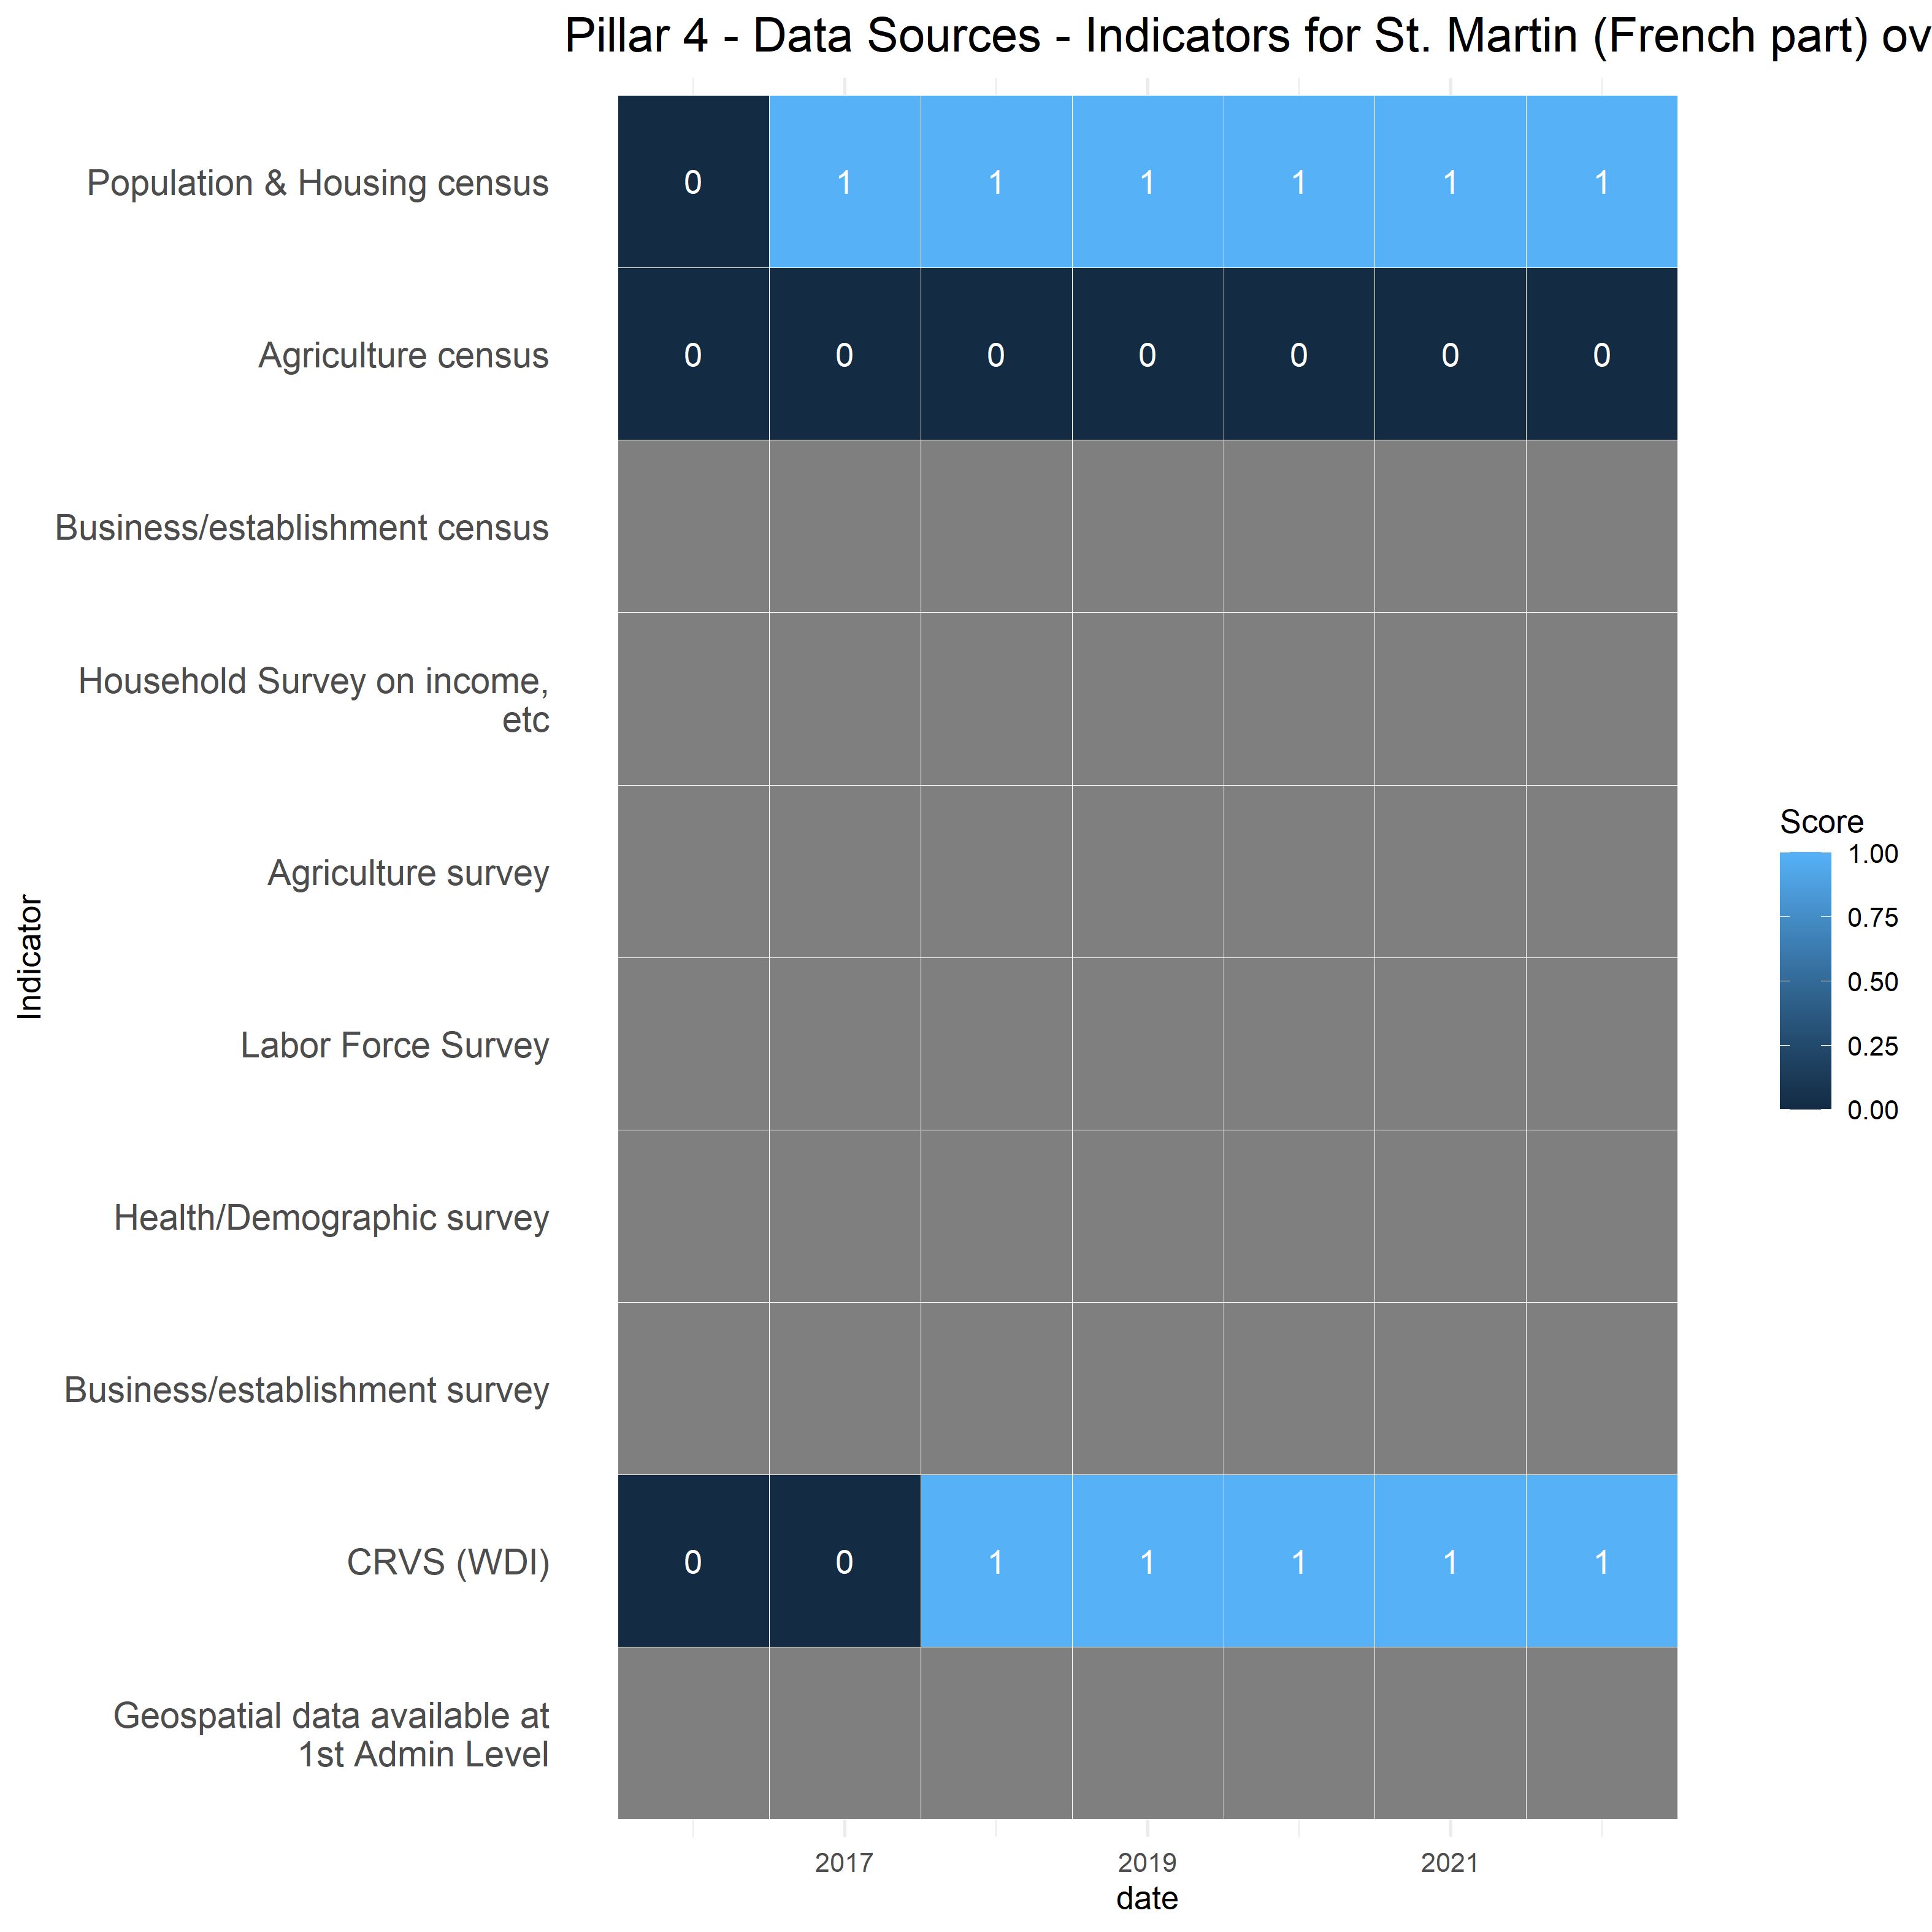 Pillar 4 - Data Sources - Indicators for St. Martin (French part) ov
Population & Housing census
0 1 1 1 1 1 1
Agriculture census
0 0 0 0 0 0 0
Business/establishment census
Household Survey on income,
etc
Agriculture survey
Labor Force Survey
Health/Demographic survey
Business/establishment survey
CRVS (WDI)
0 0 1 1 1 1 1
Geospatial data available at
1st Admin Level
Indicator
2017 2019 2021
date
Score
1.00
0.75
0.50
0.25
0.00